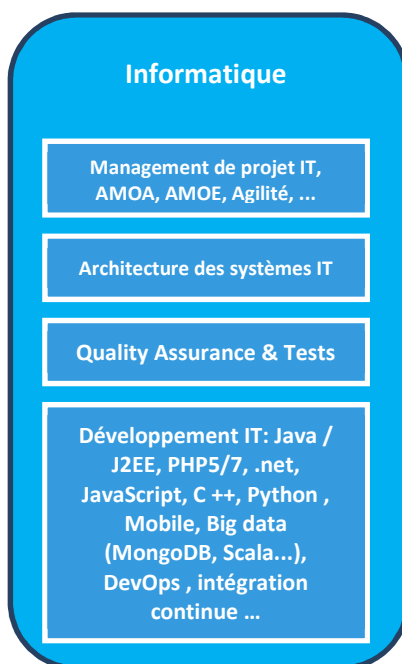 Informatique
Management de projet IT,
AMOA, AMOE, Agilité, ...
Architecture des systèmes IT
Quality Assurance & Tests
Développement IT: Java /
J2EE, PHP5/7, .net,
JavaScript, C ++, Python ,
Mobile, Big data
(MongoDB, Scala...),
DevOps , intégration
continue …